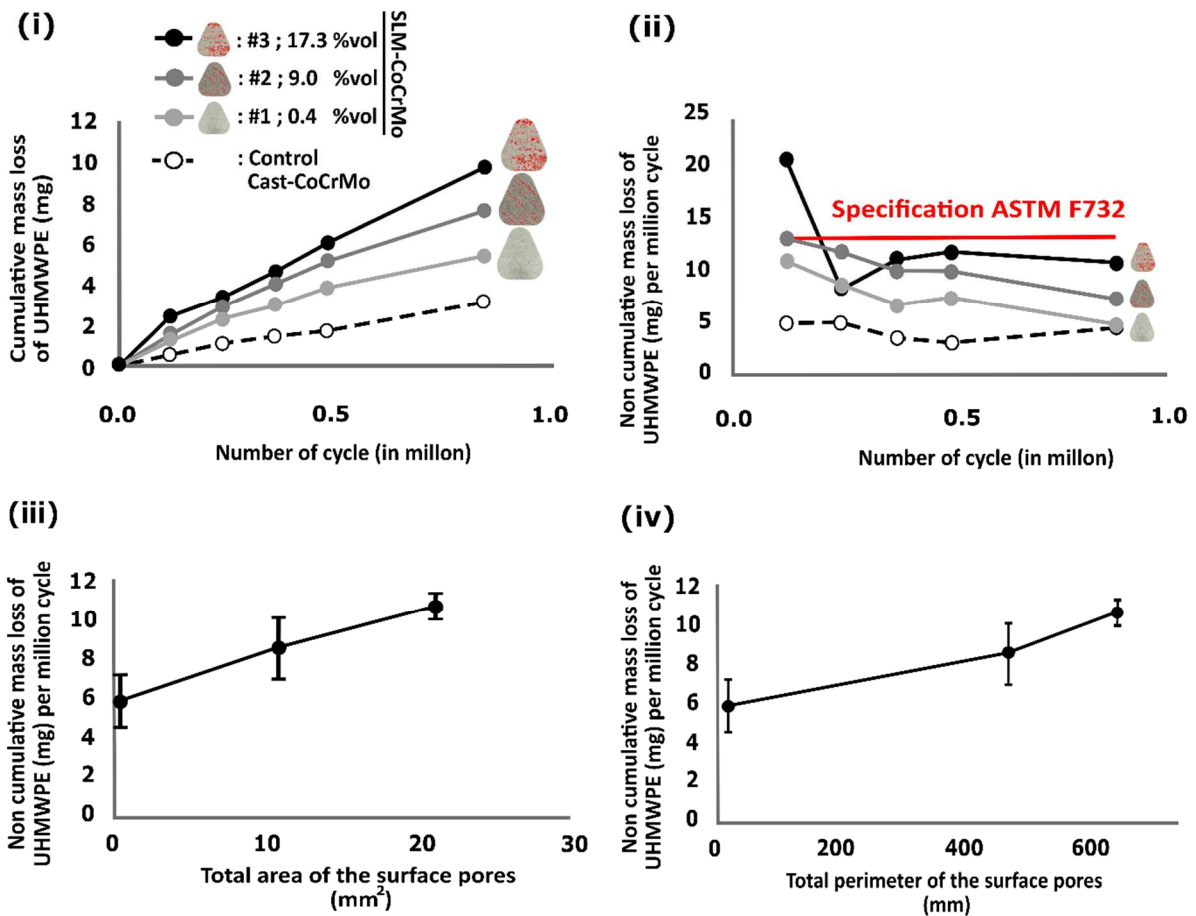 (i)
: #3 ; 17.3 %vol
: #2 ; 9.0 %vol
: #1 ; 0.4 %vol
SLM-CoCrMo
: Control
Cast-CoCrMo
Cumulative mass loss
of UHMWPE (mg)
12
10
8
6
4
2
0
0.0
0.5
1.0
Number of cycle (in millon)
(ii)
Non cumulative mass loss of
UHMWPE (mg) per million cycle
25
20
15
10
5
0
Specification ASTM F732
0.0
0.5
1.0
Number of cycle (in millon)
(iii)
Non cumulative mass loss of
UHMWPE (mg) per million cycle
12
10
8
6
4
2
0
0
10
20
30
Total area of the surface pores
(mm2)
(iv)
Non cumulative mass loss of
UHMWPE (mg) per million cycle
12
10
8
6
4
2
0
0
200
400
600
Total perimeter of the surface pores
(mm)